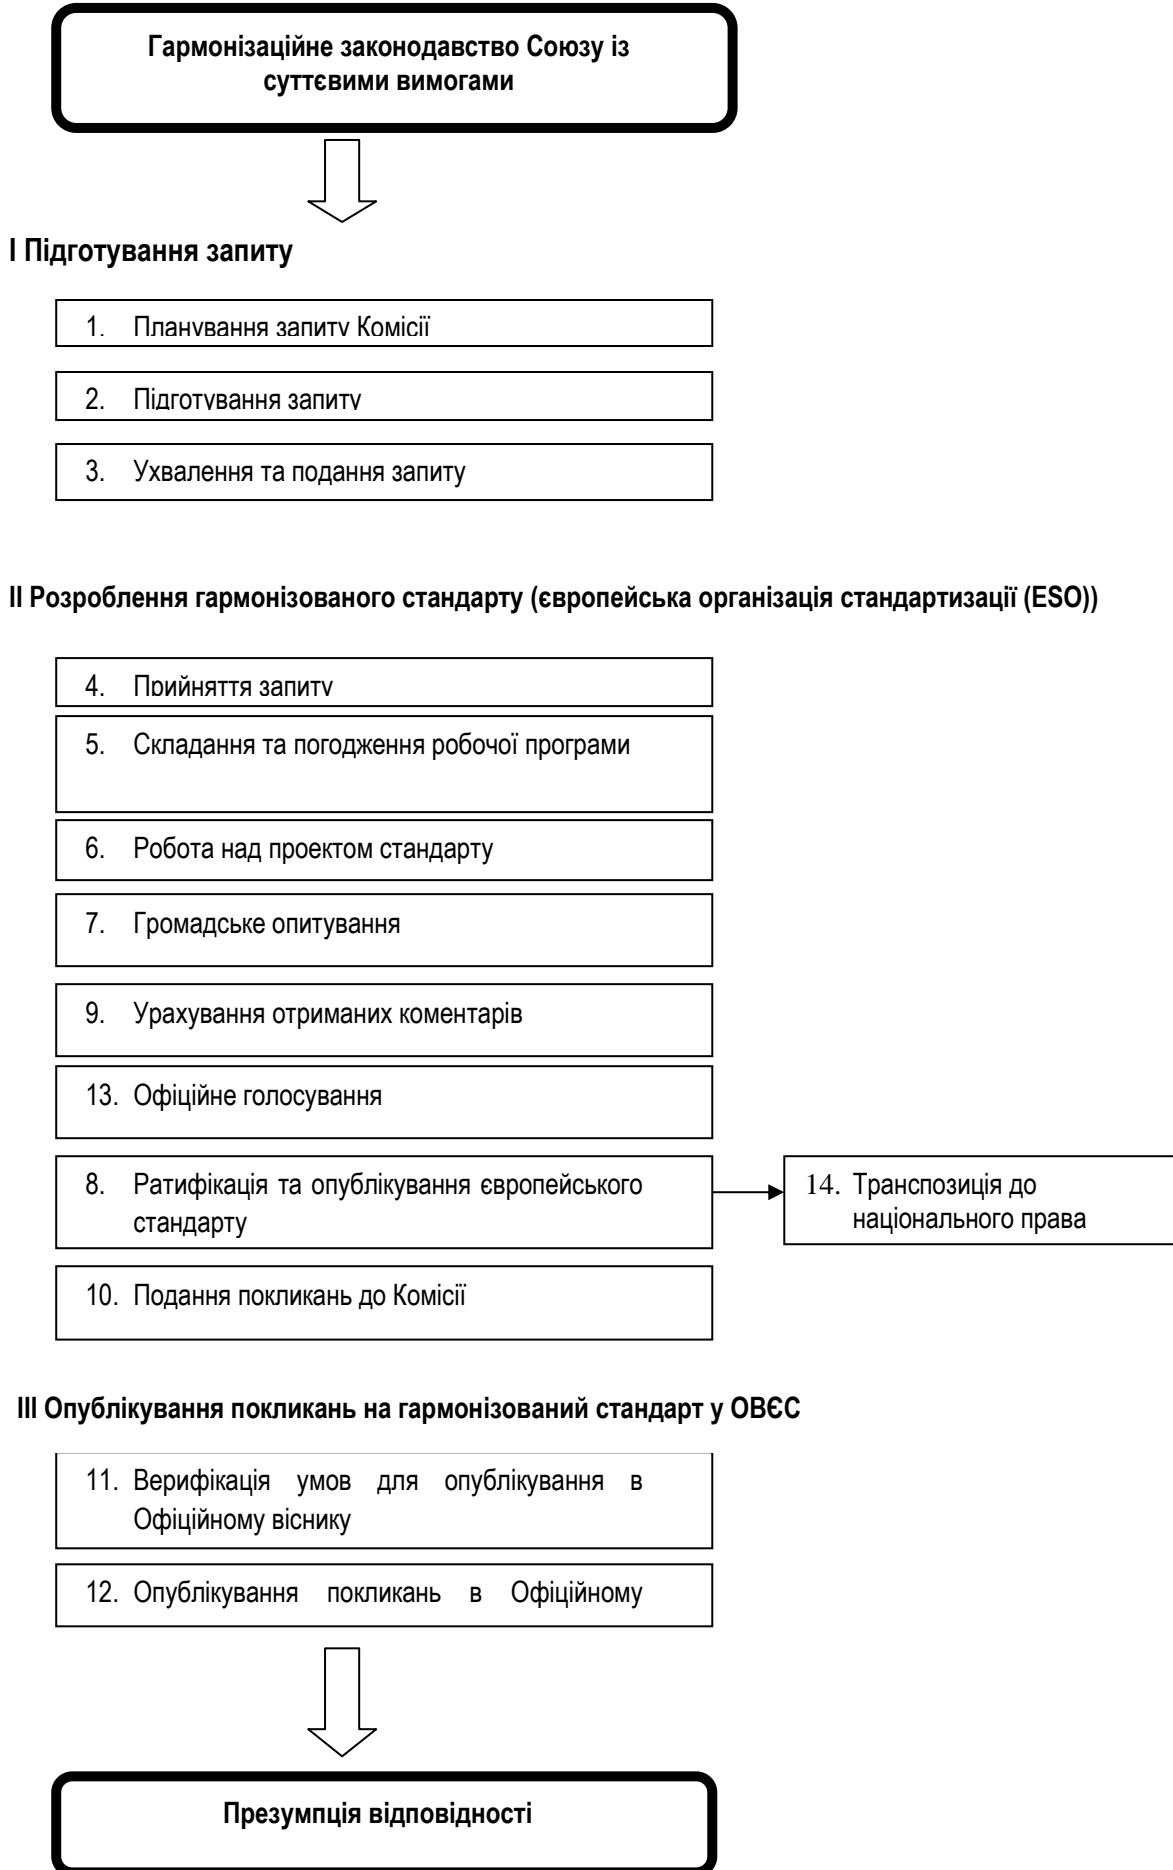 Гармонізаційне законодавство Союзу із
суттєвими вимогами
I Підготування запиту
1. Планування запиту Комісії
2. Підготування запиту
3. Ухвалення та подання запиту
II Розроблення гармонізованого стандарту (європейська організація стандартизації (ESO))
4. Прийняття запиту
5. Складання та погодження робочої програми
6. Робота над проектом стандарту
7. Громадське опитування
9. Урахування отриманих коментарів
13. Офіційне голосування
8. Ратифікація та опублікування європейського
стандарту
14. Транспозиція до
національного права
10. Подання покликань до Комісії
III Опублікування покликань на гармонізований стандарт у ОВЄС
11. Верифікація умов для опублікування в
Офіційному віснику
12. Опублікування покликань в Офіційному
Презумпція відповідності